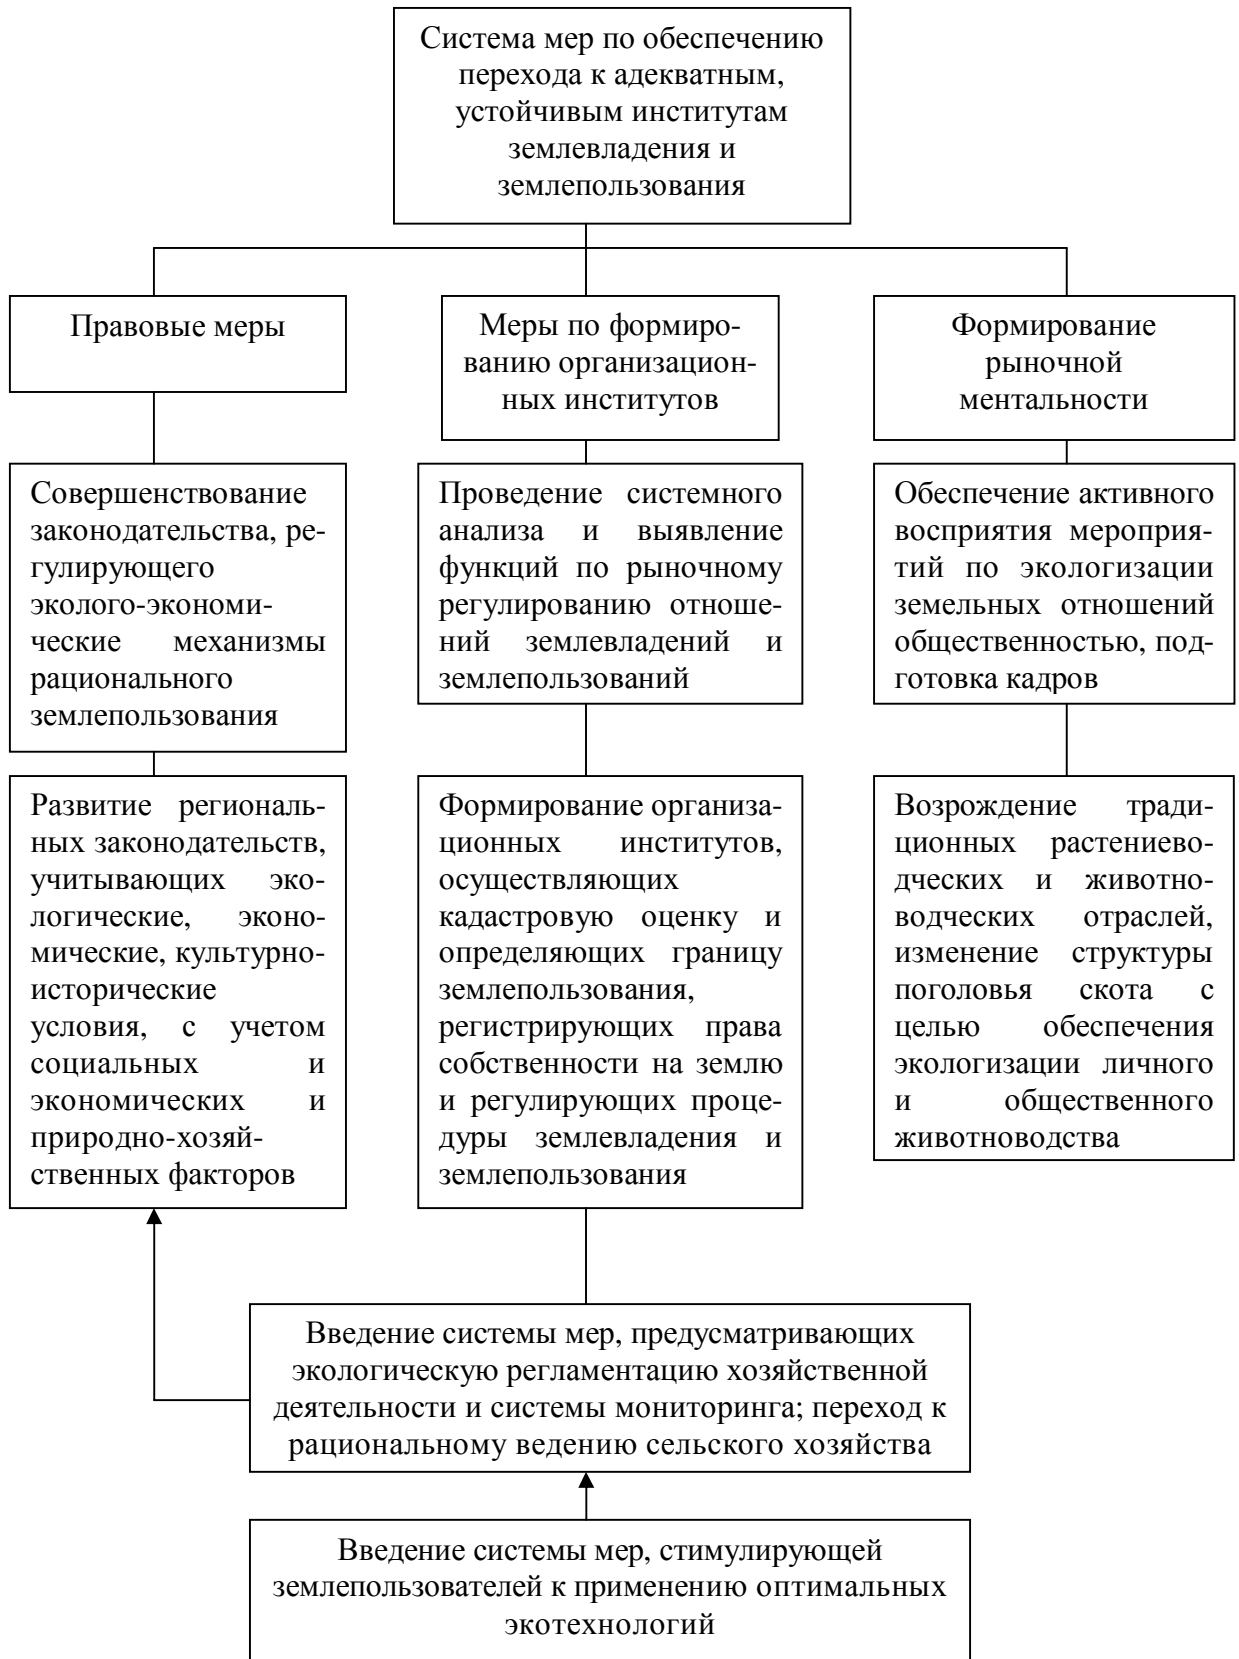 Система мер по обеспечению
перехода к адекватным,
устойчивым институтам
землевладения и
землепользования
Правовые меры
Меры по формиро-
ванию организацион-
ных институтов
Формирование
рыночной
ментальности
Совершенствование
законодательства, ре-
гулирующего
эколого-экономи-
ческие механизмы
рационального
землепользования
Проведение системного
анализа и выявление
функций по рыночному
регулированию отноше-
ний землевладений и
землепользований
Обеспечение активного
восприятия мероприя-
тий по экологизации
земельных отношений
общественностью, под-
готовка кадров
Развитие региональ-
ных законодательств,
учитывающих эко-
логические, эконо-
мические, культурно-
исторические
условия, с учетом
социальных и
экономических и
природно-хозяй-
ственных факторов
Формирование организа-
ционных институтов,
осуществляющих
кадастровую оценку и
определяющих границу
землепользования,
регистрирующих права
собственности на землю
и регулирующих проце-
дуры землевладения и
землепользования
Возрождение тради-
ционных растениево-
дческих и животно-
водческих отраслей,
изменение структуры
поголовья скота с
целью обеспечения
экологизации личного
и общественного
животноводства
Введение системы мер, предусматривающих
экологическую регламентацию хозяйственной
деятельности и системы мониторинга; переход к
рациональному ведению сельского хозяйства
Введение системы мер, стимулирующей
землепользователей к применению оптимальных
экотехнологий